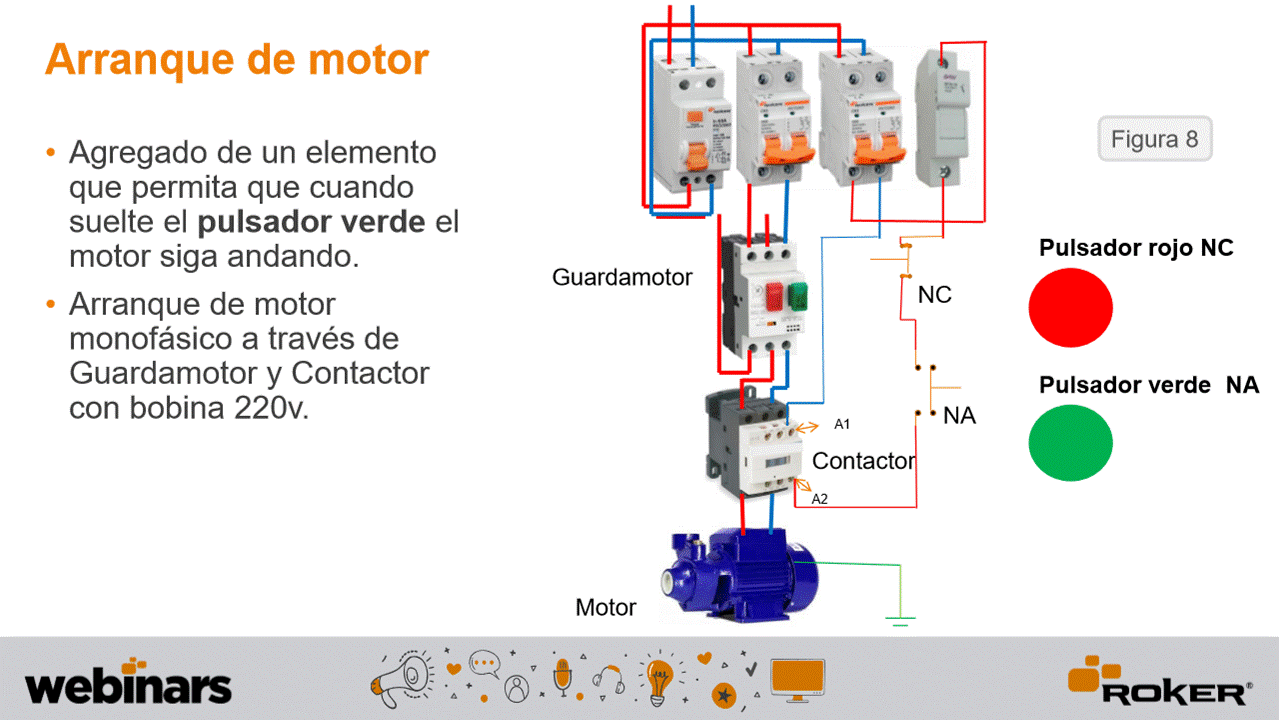 Arranque de motor
• Agregado de un elemento
que permita que cuando
suelte el pulsador verde el
motor siga andando.
• Arranque de motor
monofásico a través de
Guardamotor y Contactor
con bobina 220v.
Figura 8
Guardamotor
NC
Pulsador rojo NC
Pulsador verde NA
NA
A1
Contactor
A2
Motor
webinars
ROKER®